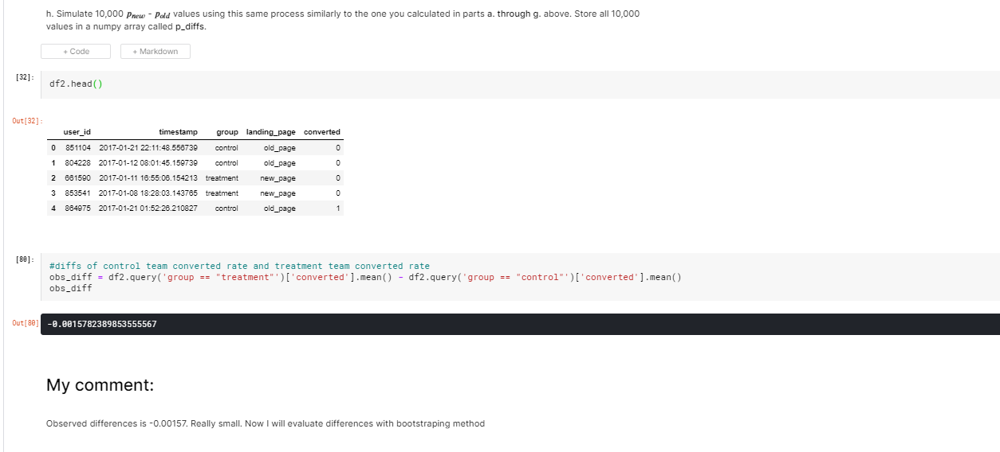 h. Simulate 10,000 pnew - pold values using this same process similarly to the one you calculated in parts a. through g. above. Store all 10,000
values in a numpy array called p_diffs.
+ Code + Markdown
[32]: df2.head()
Out[32]:
user_id timestamp group landing_page converted
0 851104 2017-01-21 22:11:48.556739 control old_page 0
1 804228 2017-01-12 08:01:45.159739 control old_page 0
2 661590 2017-01-11 16:55:06.154213 treatment new_page 0
3 853541 2017-01-08 18:28:03.143765 treatment new_page 0
4 864975 2017-01-21 01:52:26.210827 control old_page 1
[80]: #diffs of control team converted rate and treatment team converted rate
obs_diff = df2.query('group == "treatment"')['converted'].mean() - df2.query('group == "control"')['converted'].mean()
obs_diff
Out[80] -0.0015782389853555567
My comment:
Observed differences is -0.00157. Really small. Now I will evaluate differences with bootstraping method